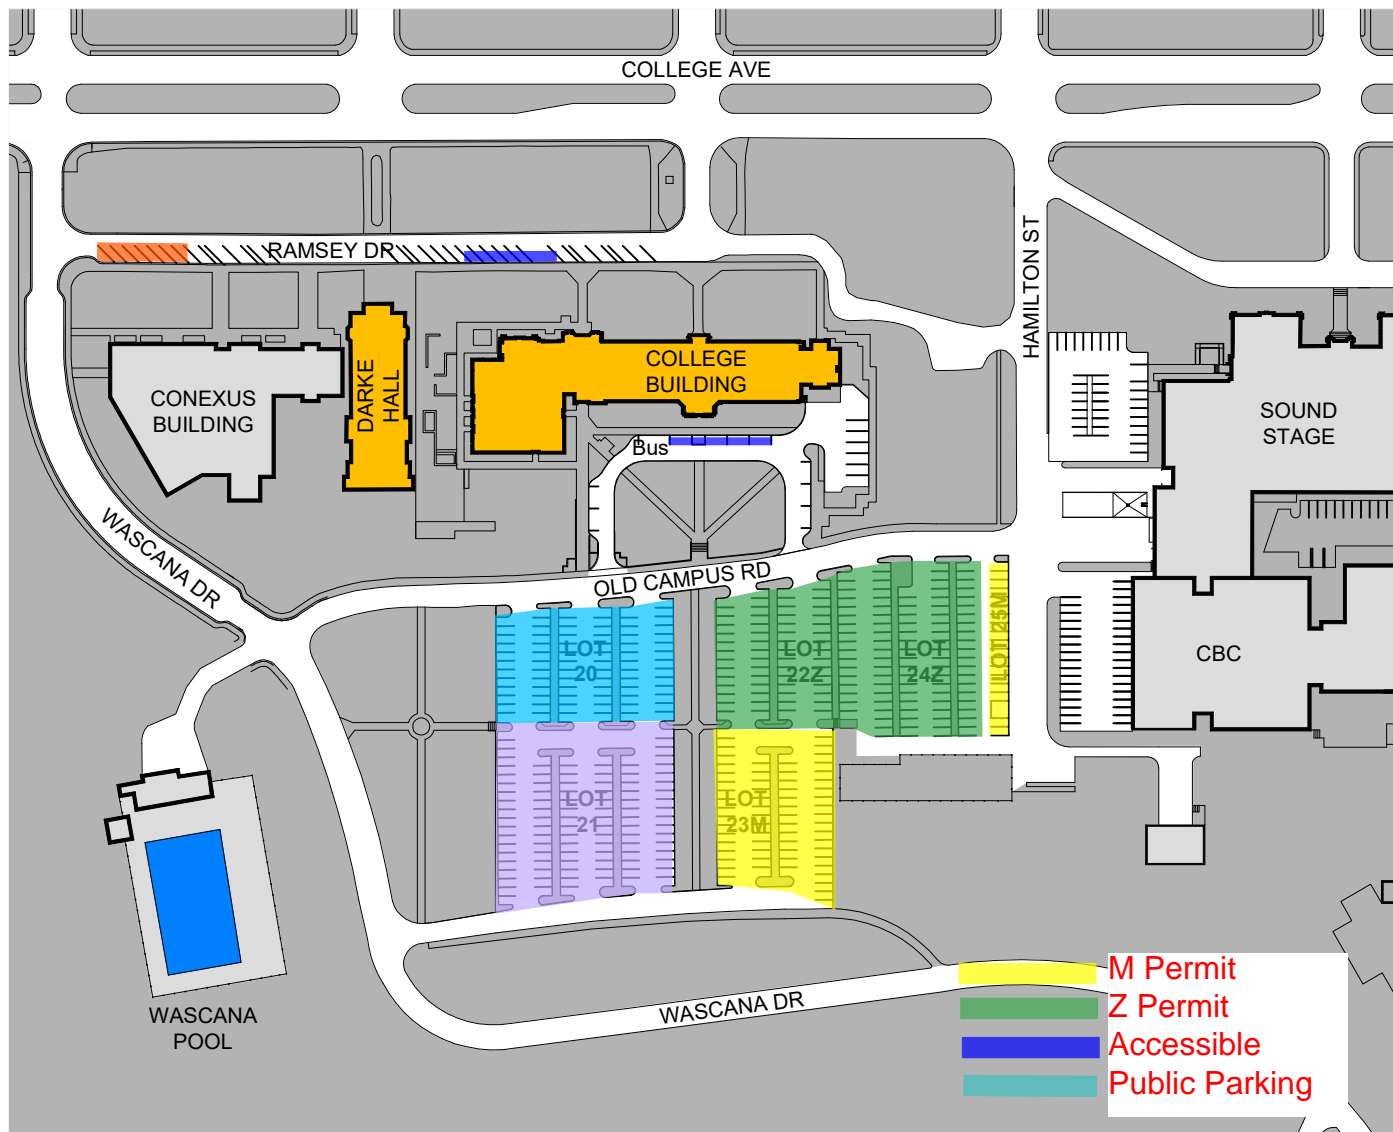 COLLEGE AVE
RAMSEY DR
HAMILTON ST
COLLEGE
BUILDING
DARKE
HALL
CONEXUS
BUILDING
SOUND
STAGE
Bus
WASCANA DR
OLD CAMPUS RD
LOT
20
LOT
22Z
LOT
24Z
LOT 25M
CBC
LOT
21
LOT
23M
WASCANA
POOL
WASCANA DR
M Permit
Z Permit
Accessible
Public Parking